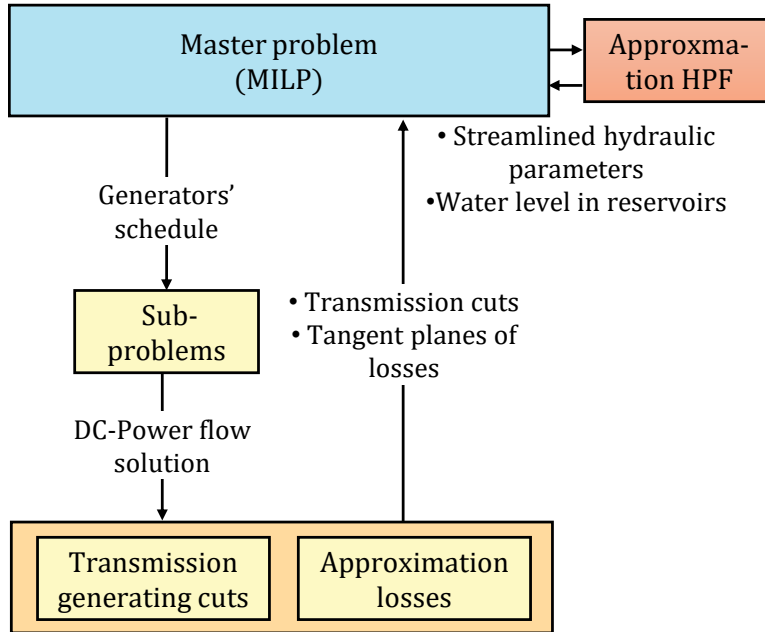 Master problem
(MILP)
Approxma-
tion HPF
• Streamlined hydraulic
parameters
•Water level in reservoirs
Generators’
schedule
• Transmission cuts
• Tangent planes of
losses
Sub-
problems
DC-Power flow
solution
Transmission
generating cuts
Approximation
losses